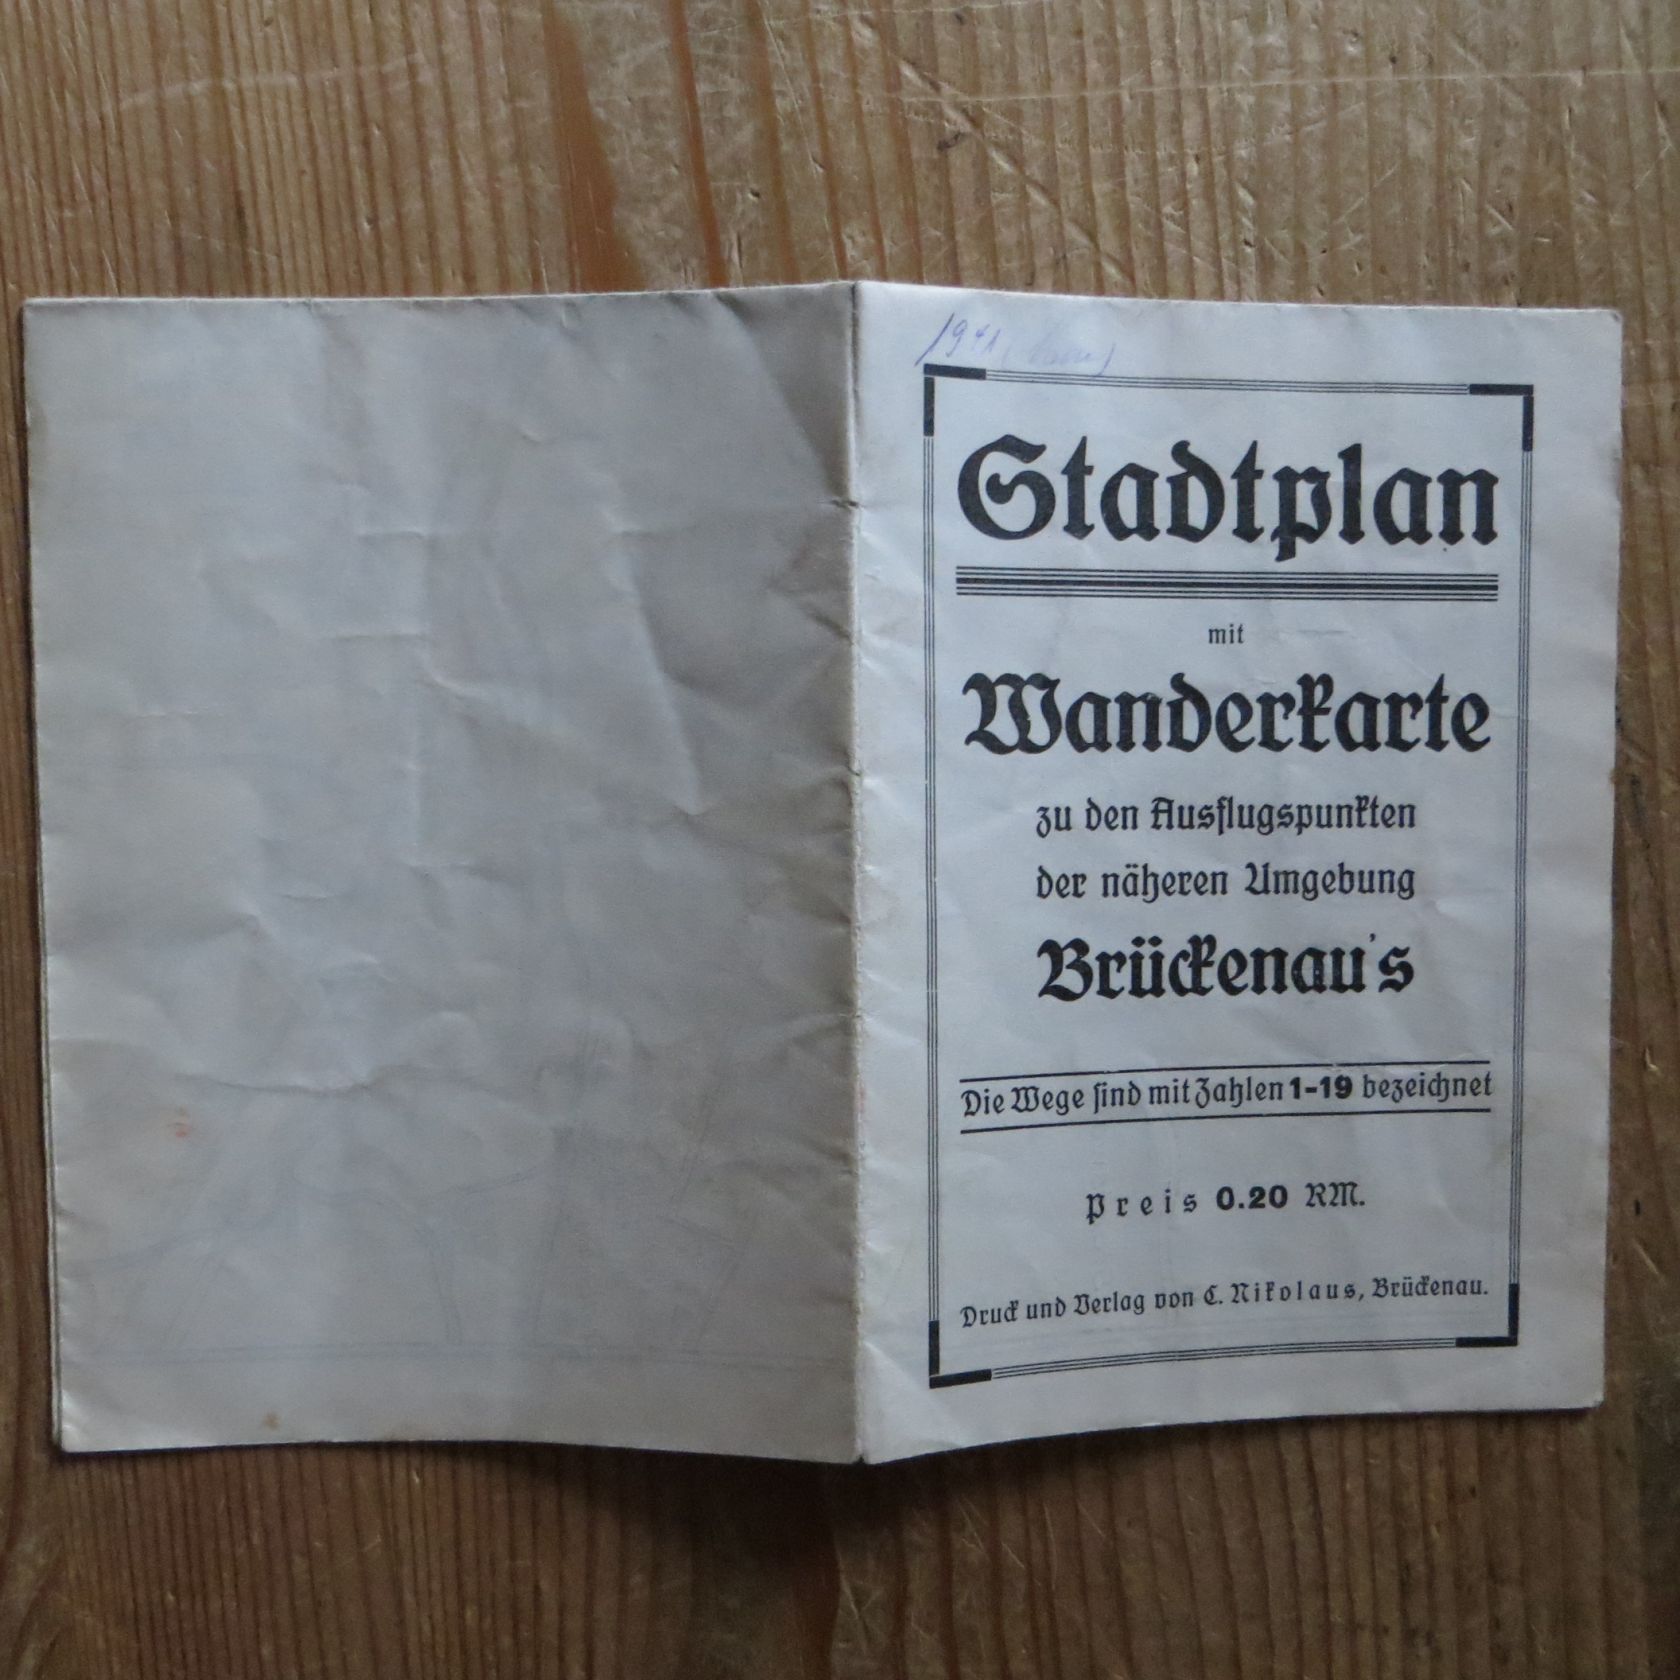 1941
Stadtplan
mit
Wanderkarte
zu den Ausflugspunkten
der näheren Umgebung
Brückenau's
Die Wege sind mit Zahlen 1-19 bezeichnet
Preis 0.20 RM.
Druck und Verlag von C. Nikolaus, Brückenau.